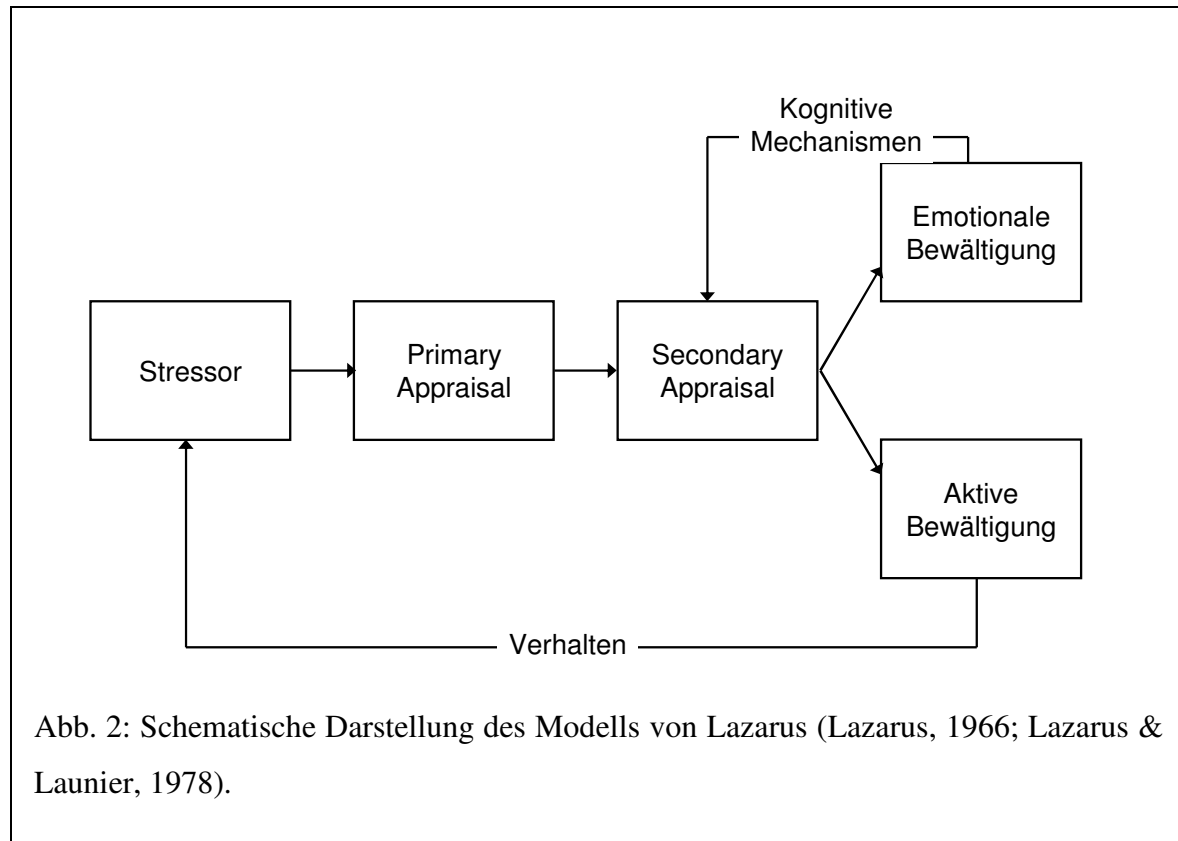 Kognitive
Mechanismen
Emotionale
Bewältigung
Stressor
Primary
Appraisal
Secondary
Appraisal
Aktive
Bewältigung
Verhalten
Abb. 2: Schematische Darstellung des Modells von Lazarus (Lazarus, 1966; Lazarus &
Launier, 1978).